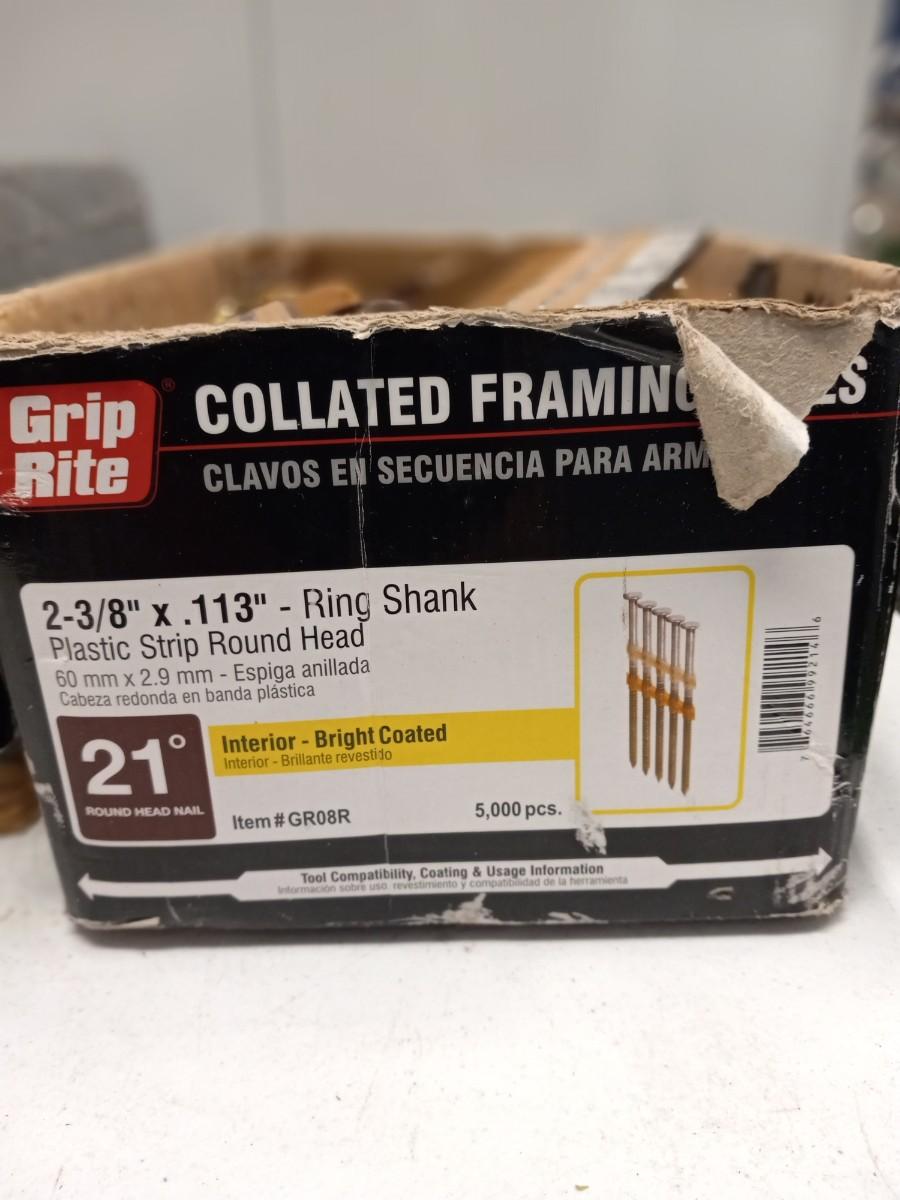 Grip
Rite
®
COLLATED FRAMING
CLAVOS EN SECUENCIA PARA ARM
2-3/8" x .113" - Ring Shank
Plastic Strip Round Head
60 mm x 2.9 mm - Espiga anillada
Cabeza redonda en banda plástica
21°
ROUND HEAD NAIL
Interior - Bright Coated
Interior - Brillante revestido
Item # GR08R
5,000 pcs.
Tool Compatibility, Coating & Usage Information
Información sobre uso, revestimiento y compatibilidad de la herramienta